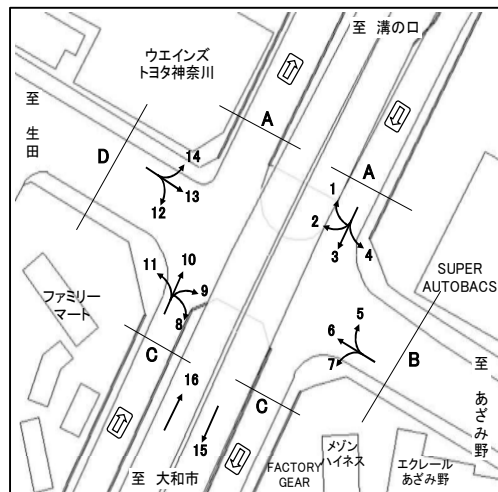 至 溝の口
ウエインズ
トヨタ神奈川
至 生田
A
D
14
13
12
A
1
2
3
4
11
10
9
8
SUPER
AUTOBACS
ファミリー
マート
5
6
7
B
C
16
C
至 あざみ野
15
至 大和市
FACTORY
GEAR
メゾン
ハイネス
エクレール
あざみ野